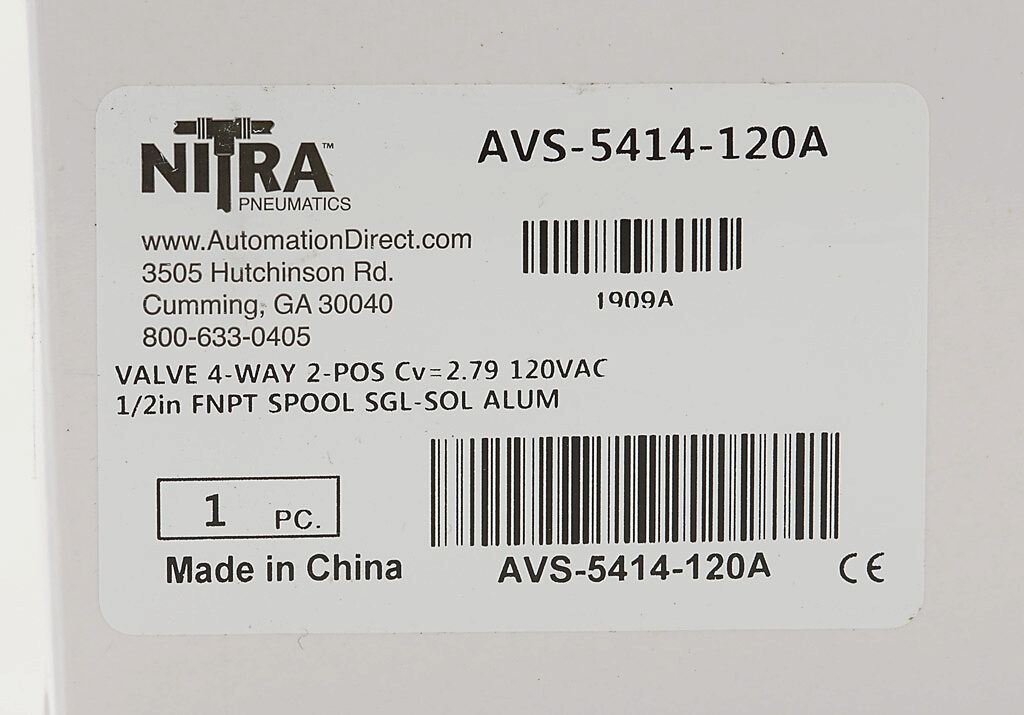 NITRA™
PNEUMATICS
AVS-5414-120A
www.AutomationDirect.com
3505 Hutchinson Rd.
Cumming, GA 30040
800-633-0405
1909A
VALVE 4-WAY 2-POS Cv=2.79 120VAC
1/2in FNPT SPOOL SGL-SOL ALUM
1 PC.
Made in China
AVS-5414-120A
CE